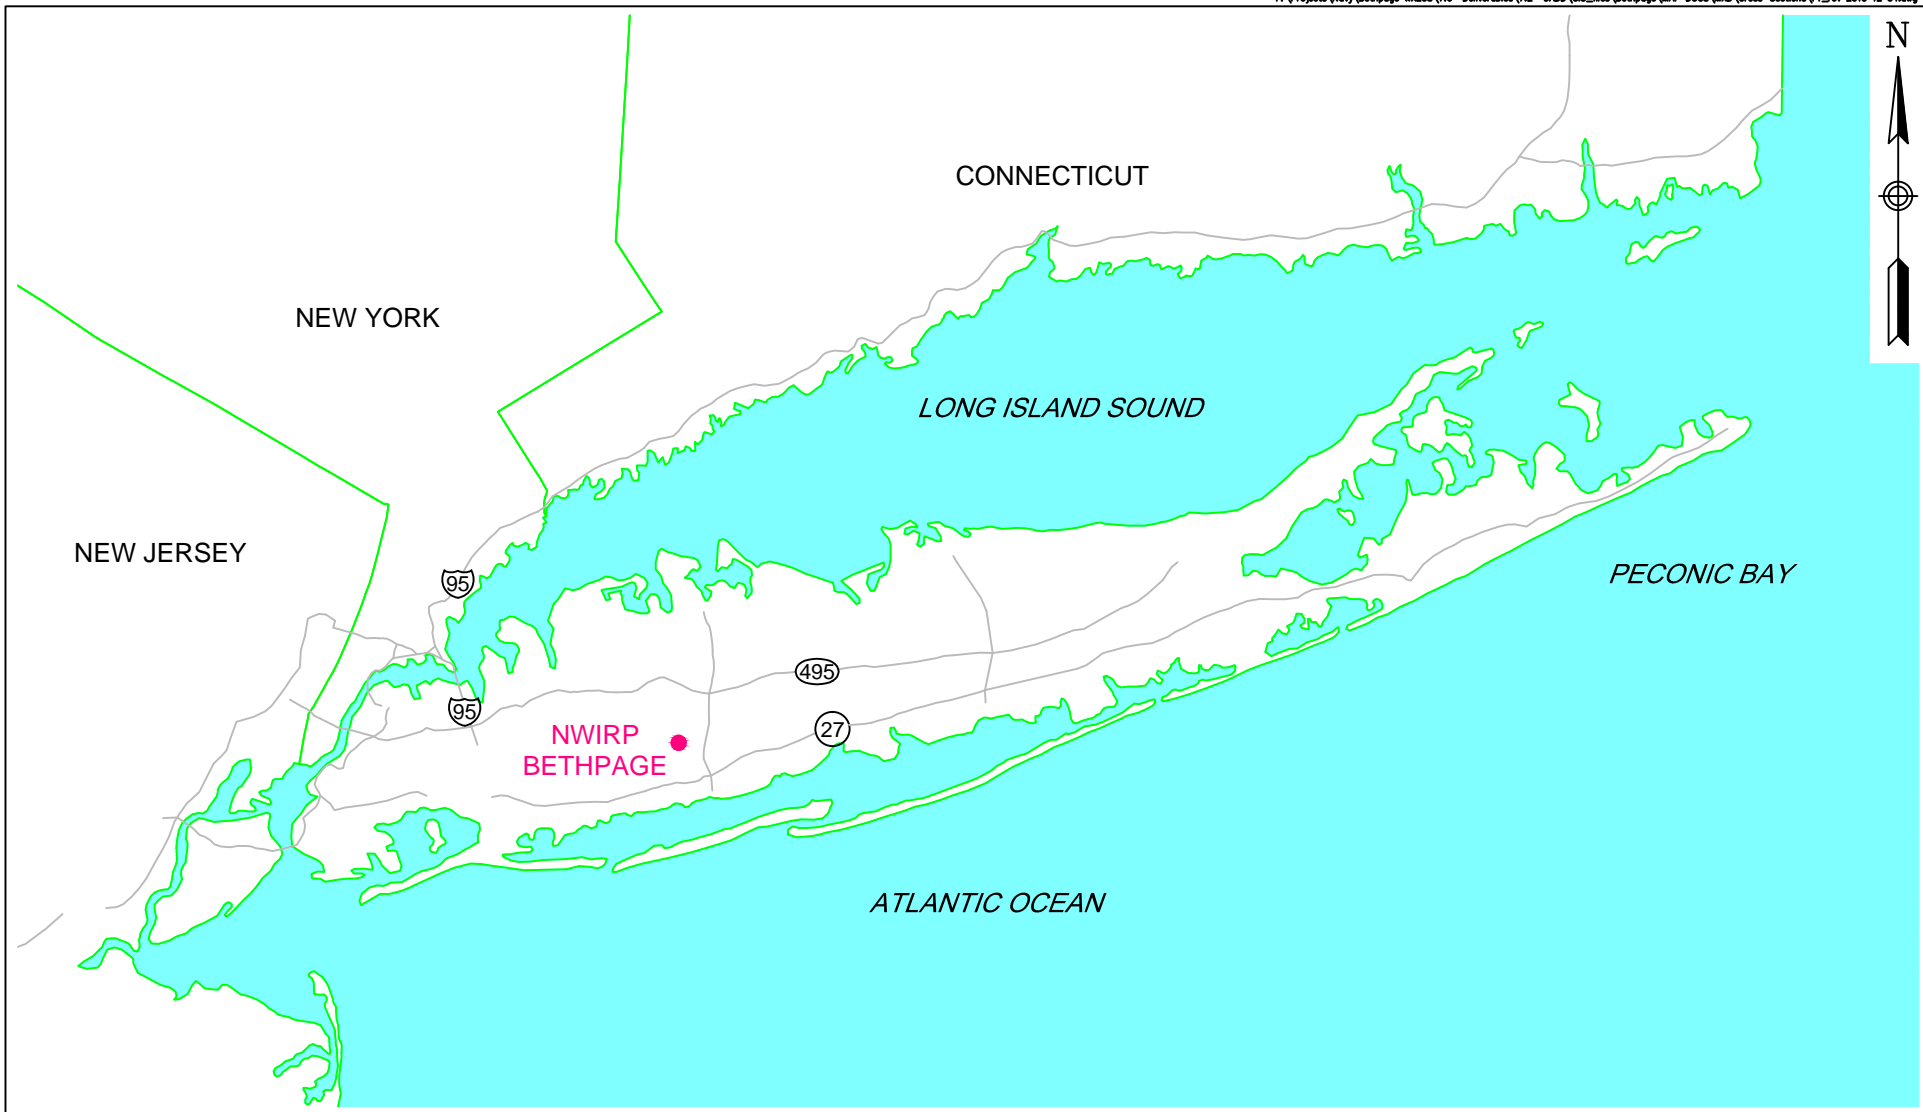 N
CONNECTICUT
NEW YORK
LONG ISLAND SOUND
NEW JERSEY
PECONIC BAY
95
495
95
27
NWIRP
BETHPAGE
ATLANTIC OCEAN